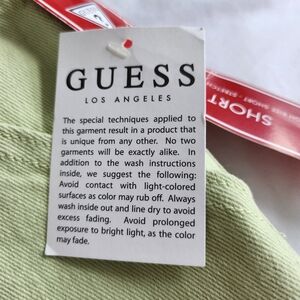 GUESS
LOS ANGELES
The special techniques applied to
this garment result in a product that
is unique from any other. No two
garments will be exactly alike. In
addition to the wash instructions
inside, we suggest the following:
Avoid contact with light-colored
surfaces as color may rub off. Always
wash inside out and line dry to avoid
excess fading. Avoid prolonged
exposure to bright light, as the color
may fade.
SHORT